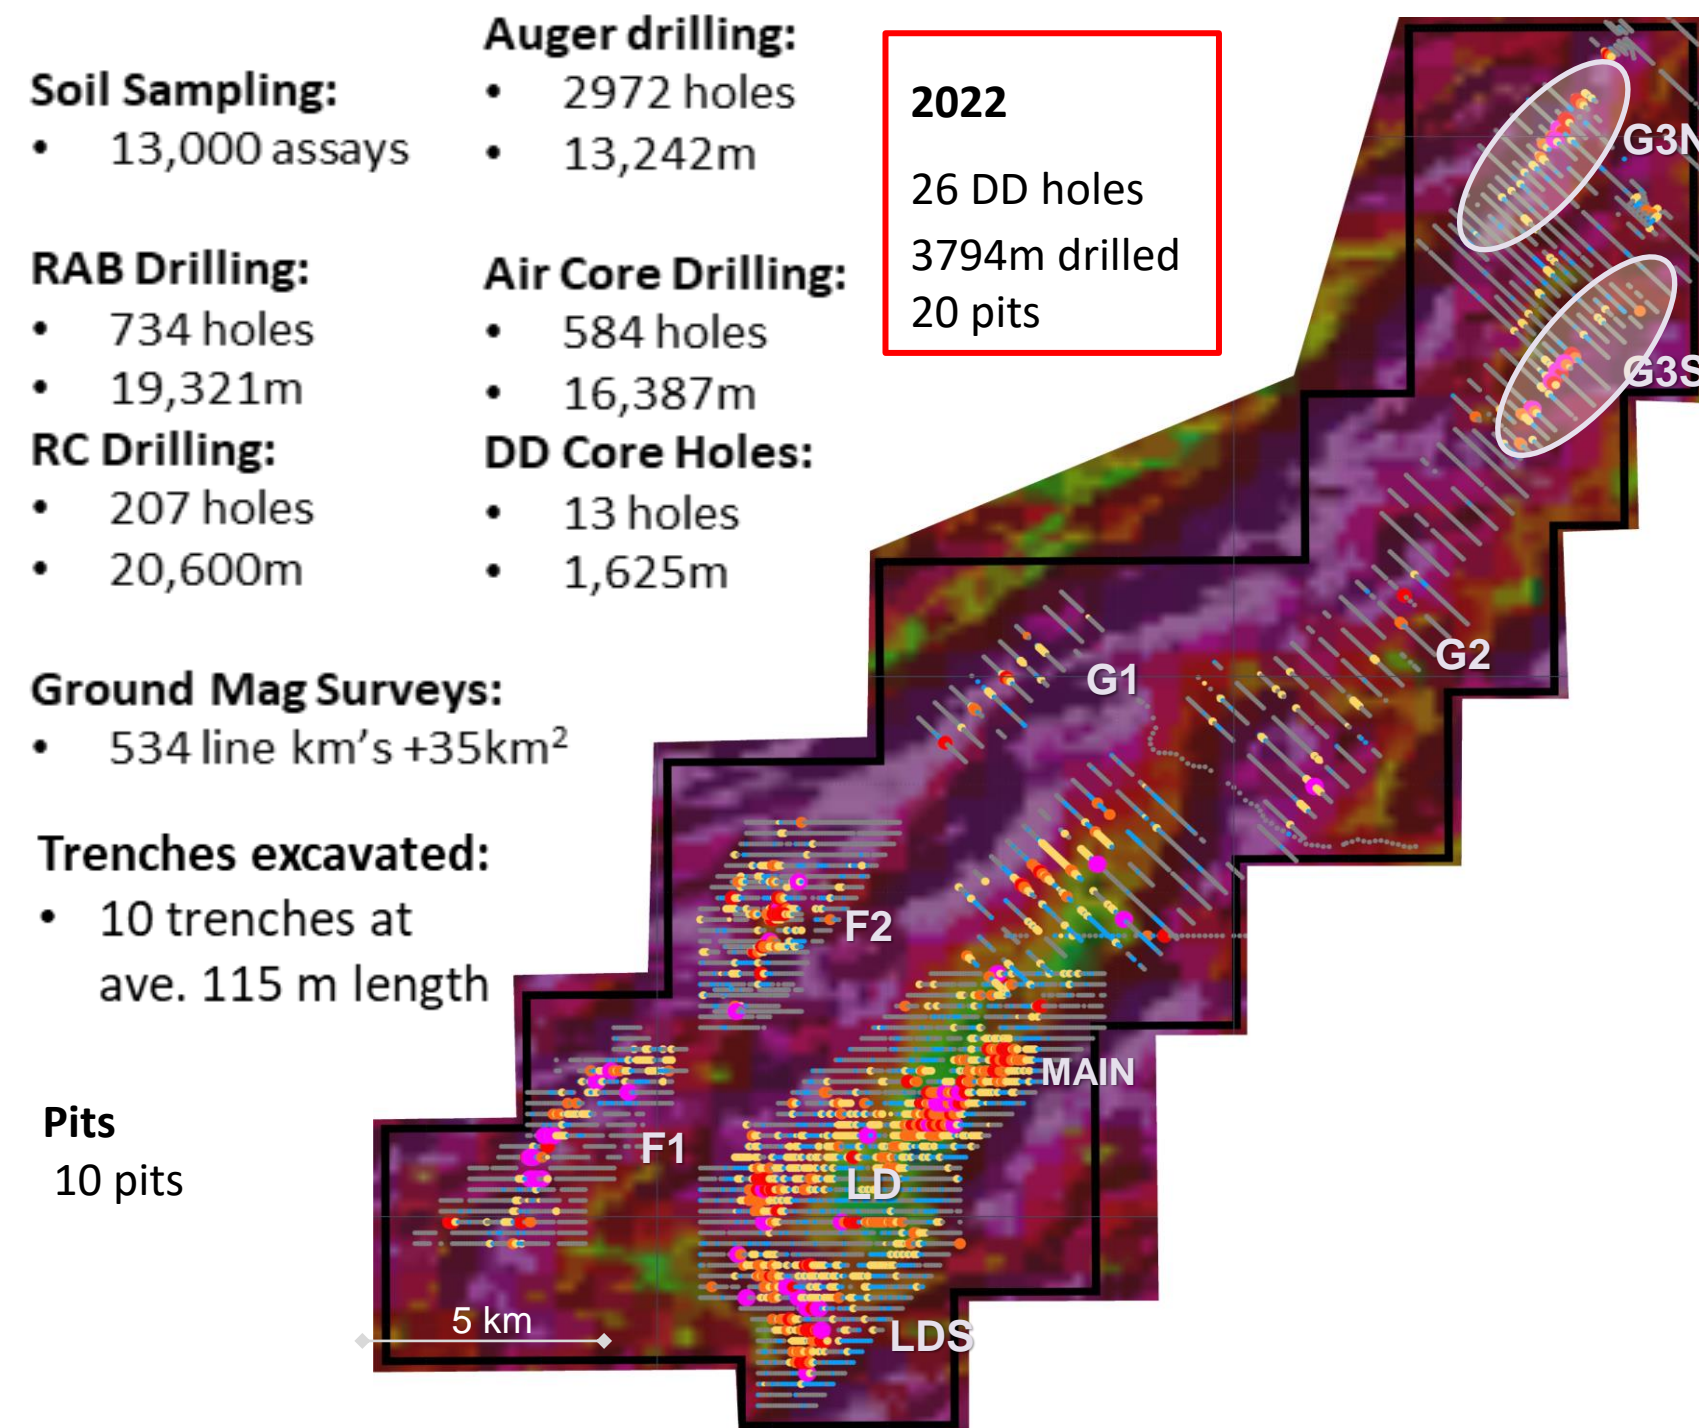 Soil Sampling:
• 13,000 assays
Auger drilling:
• 2972 holes
• 13,242m
RAB Drilling:
• 734 holes
• 19,321m
Air Core Drilling:
• 584 holes
• 16,387m
RC Drilling:
• 207 holes
• 20,600m
DD Core Holes:
• 13 holes
• 1,625m
Ground Mag Surveys:
• 534 line km's +35km²
Trenches excavated:
• 10 trenches at
ave. 115 m length
Pits
10 pits
2022
26 DD holes
3794m drilled
20 pits
G3N
G3S
G2
G1
F2
MAIN
F1
LD
LDS
5 km